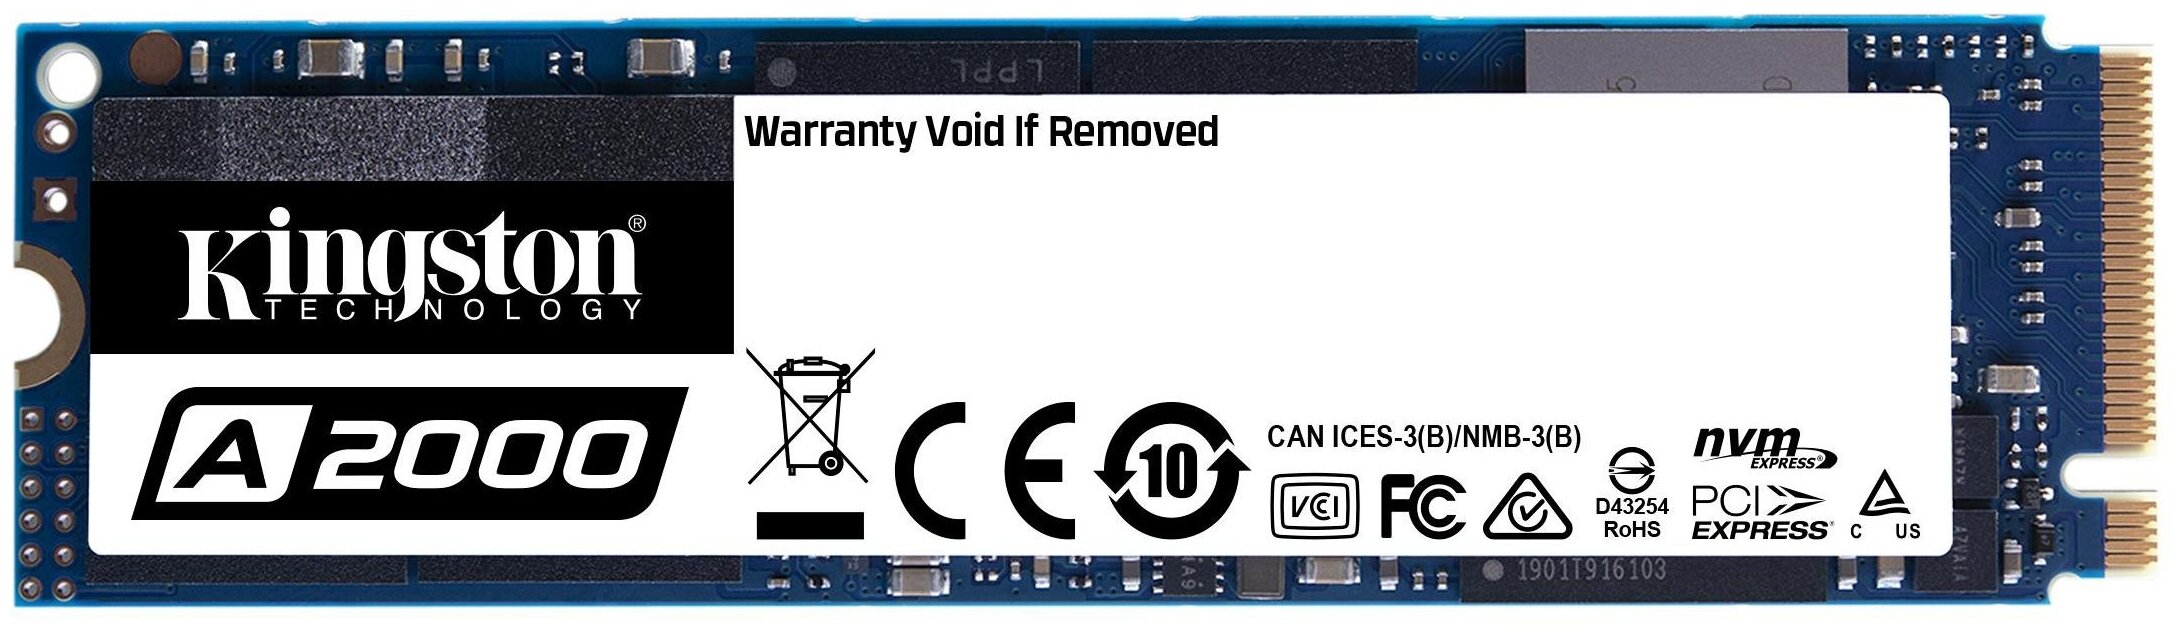 LPPL
Warranty Void If Removed
Kingston®
TECHNOLOGY
A2000
10
CAN ICES-3(B)/NMB-3(B)
VCI
FC
D43254
RoHS
nvm
EXPRESS®
PCI
EXPRESS®
C US
1901T916103